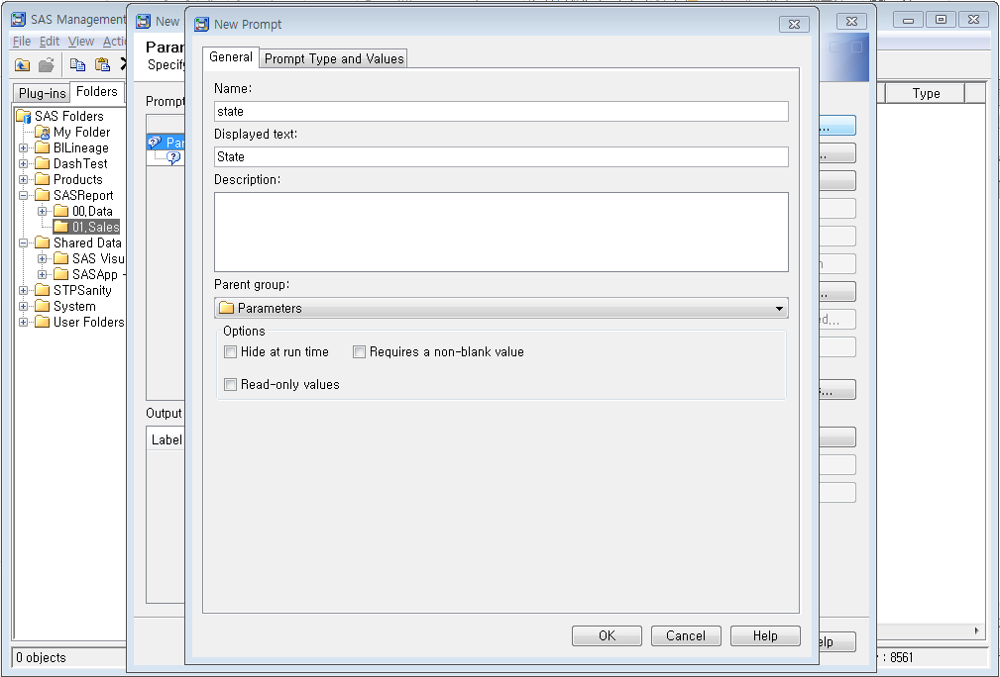 SAS Management
File Edit View Acti
Plug-ins Folders
SAS Folders
My Folder
BILineage
DashTest
Products
SASReport
00.Data
01.Sales
Shared Data
SAS Visu
SASApp -
STPSanity
System
User Folders
0 objects
New
Parar
Specify
Prompt
Par
Output
Label
New Prompt
General Prompt Type and Values
Name:
state
Displayed text:
State
Description:
Parent group:
Parameters
Options
Hide at run time Requires a non-blank value
Read-only values
OK Cancel Help
Type
...
..
n
..
ed...
s...
elp
: 8561